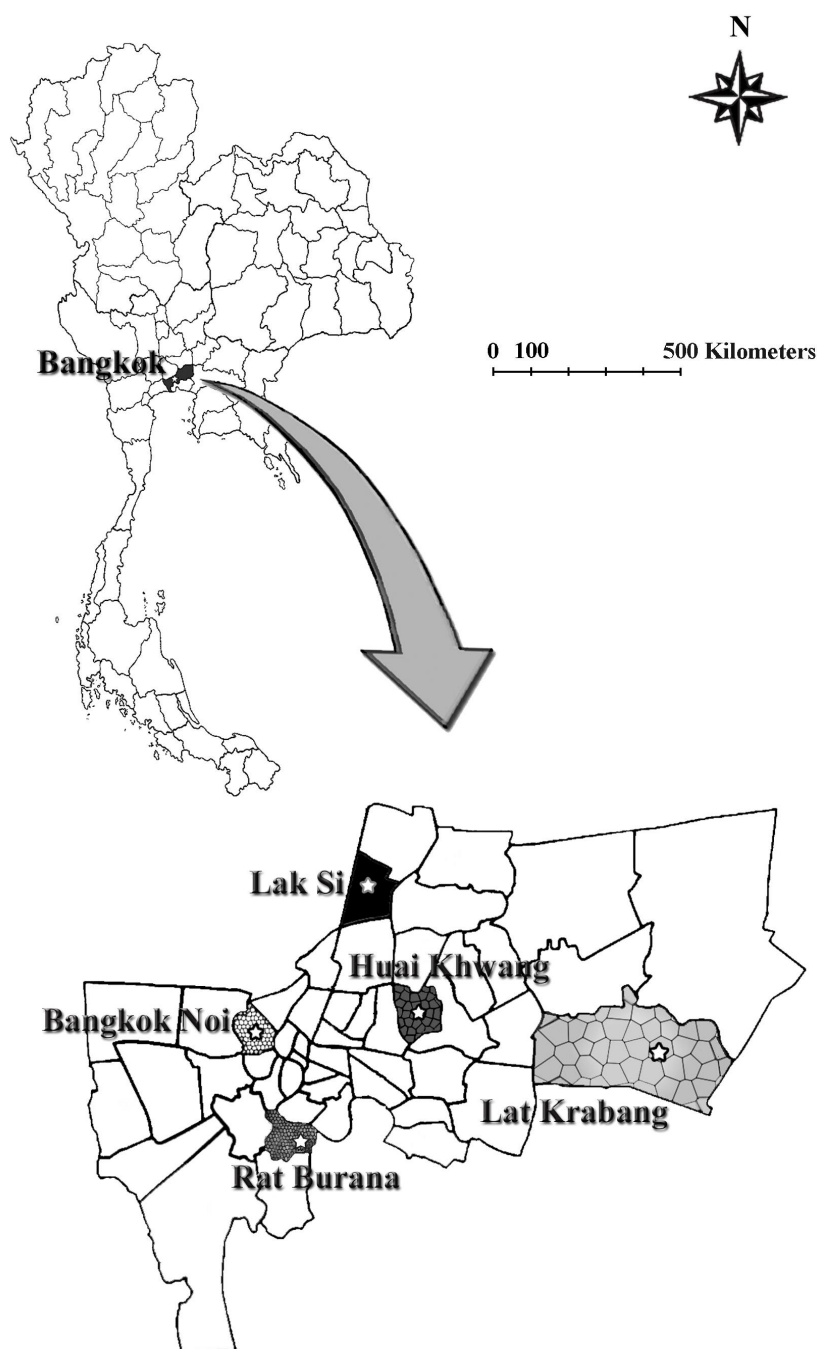 N
Bangkok
0 100 500 Kilometers
Lak Si
Huai Khwang
Bangkok Noi
Lat Krabang
Rat Burana